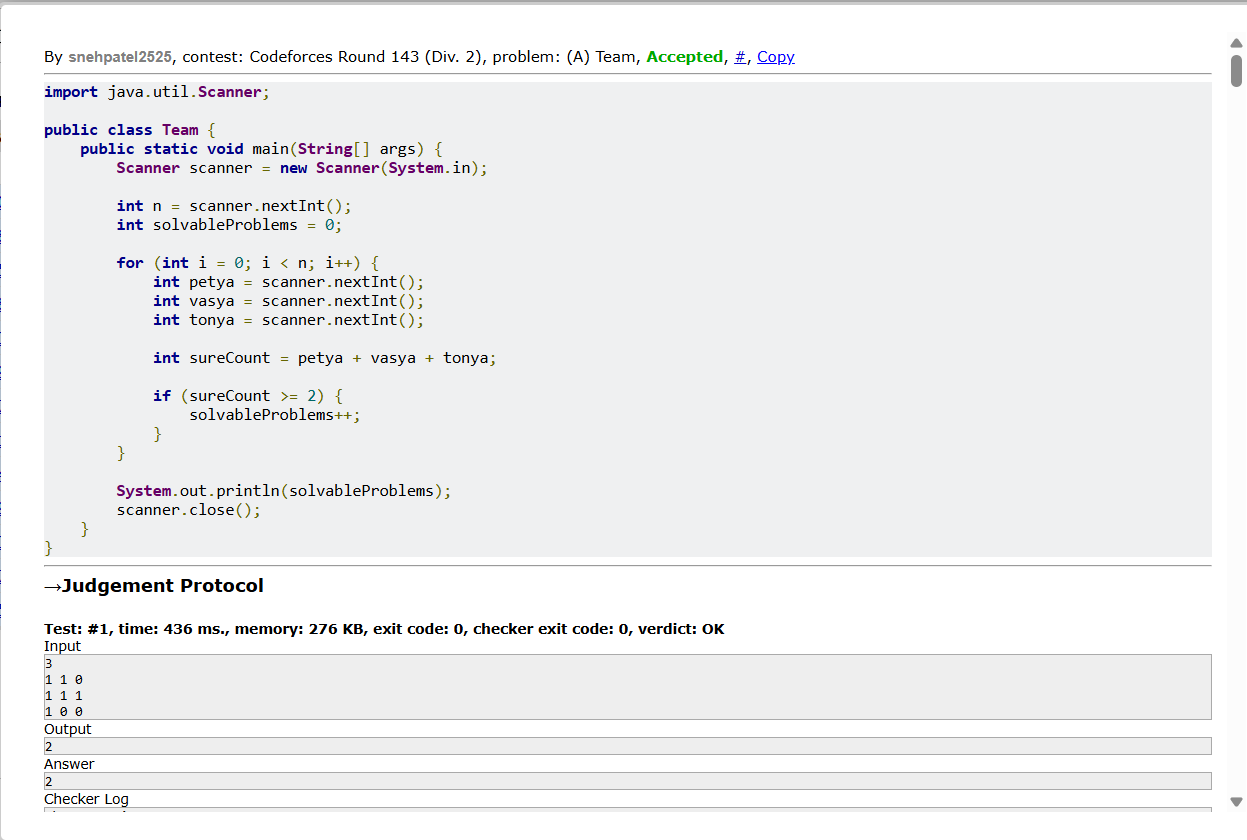 By snehpatel2525, contest: Codeforces Round 143 (Div. 2), problem: (A) Team, Accepted, #, Copy
import java.util.Scanner;
public class Team {
    public static void main(String[] args) {
        Scanner scanner = new Scanner(System.in);
        int n = scanner.nextInt();
        int solvableProblems = 0;
        for (int i = 0; i < n; i++) {
            int petya = scanner.nextInt();
            int vasya = scanner.nextInt();
            int tonya = scanner.nextInt();
            int sureCount = petya + vasya + tonya;
            if (sureCount >= 2) {
                solvableProblems++;
            }
        }
        System.out.println(solvableProblems);
        scanner.close();
    }
}
→Judgement Protocol
Test: #1, time: 436 ms., memory: 276 KB, exit code: 0, checker exit code: 0, verdict: OK
Input
3
1 1 0
1 1 1
1 0 0
Output
2
Answer
2
Checker Log